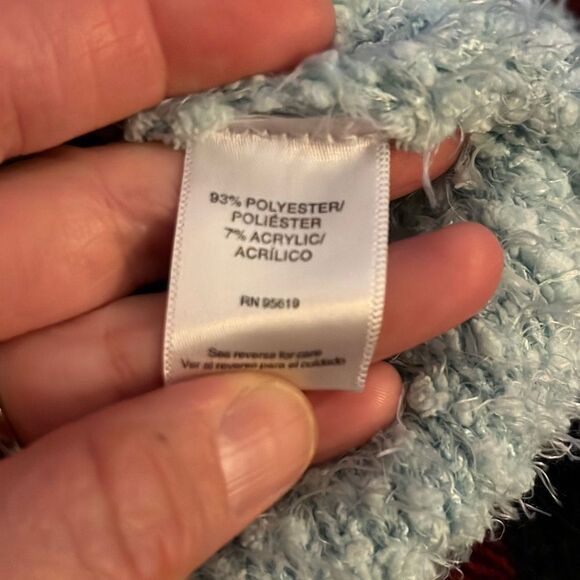 93% POLYESTER/
POLIÉSTER
7% ACRYLIC/
ACRÍLICO
RN 95619
See reverse for care
Ver al reverso para el cuidado